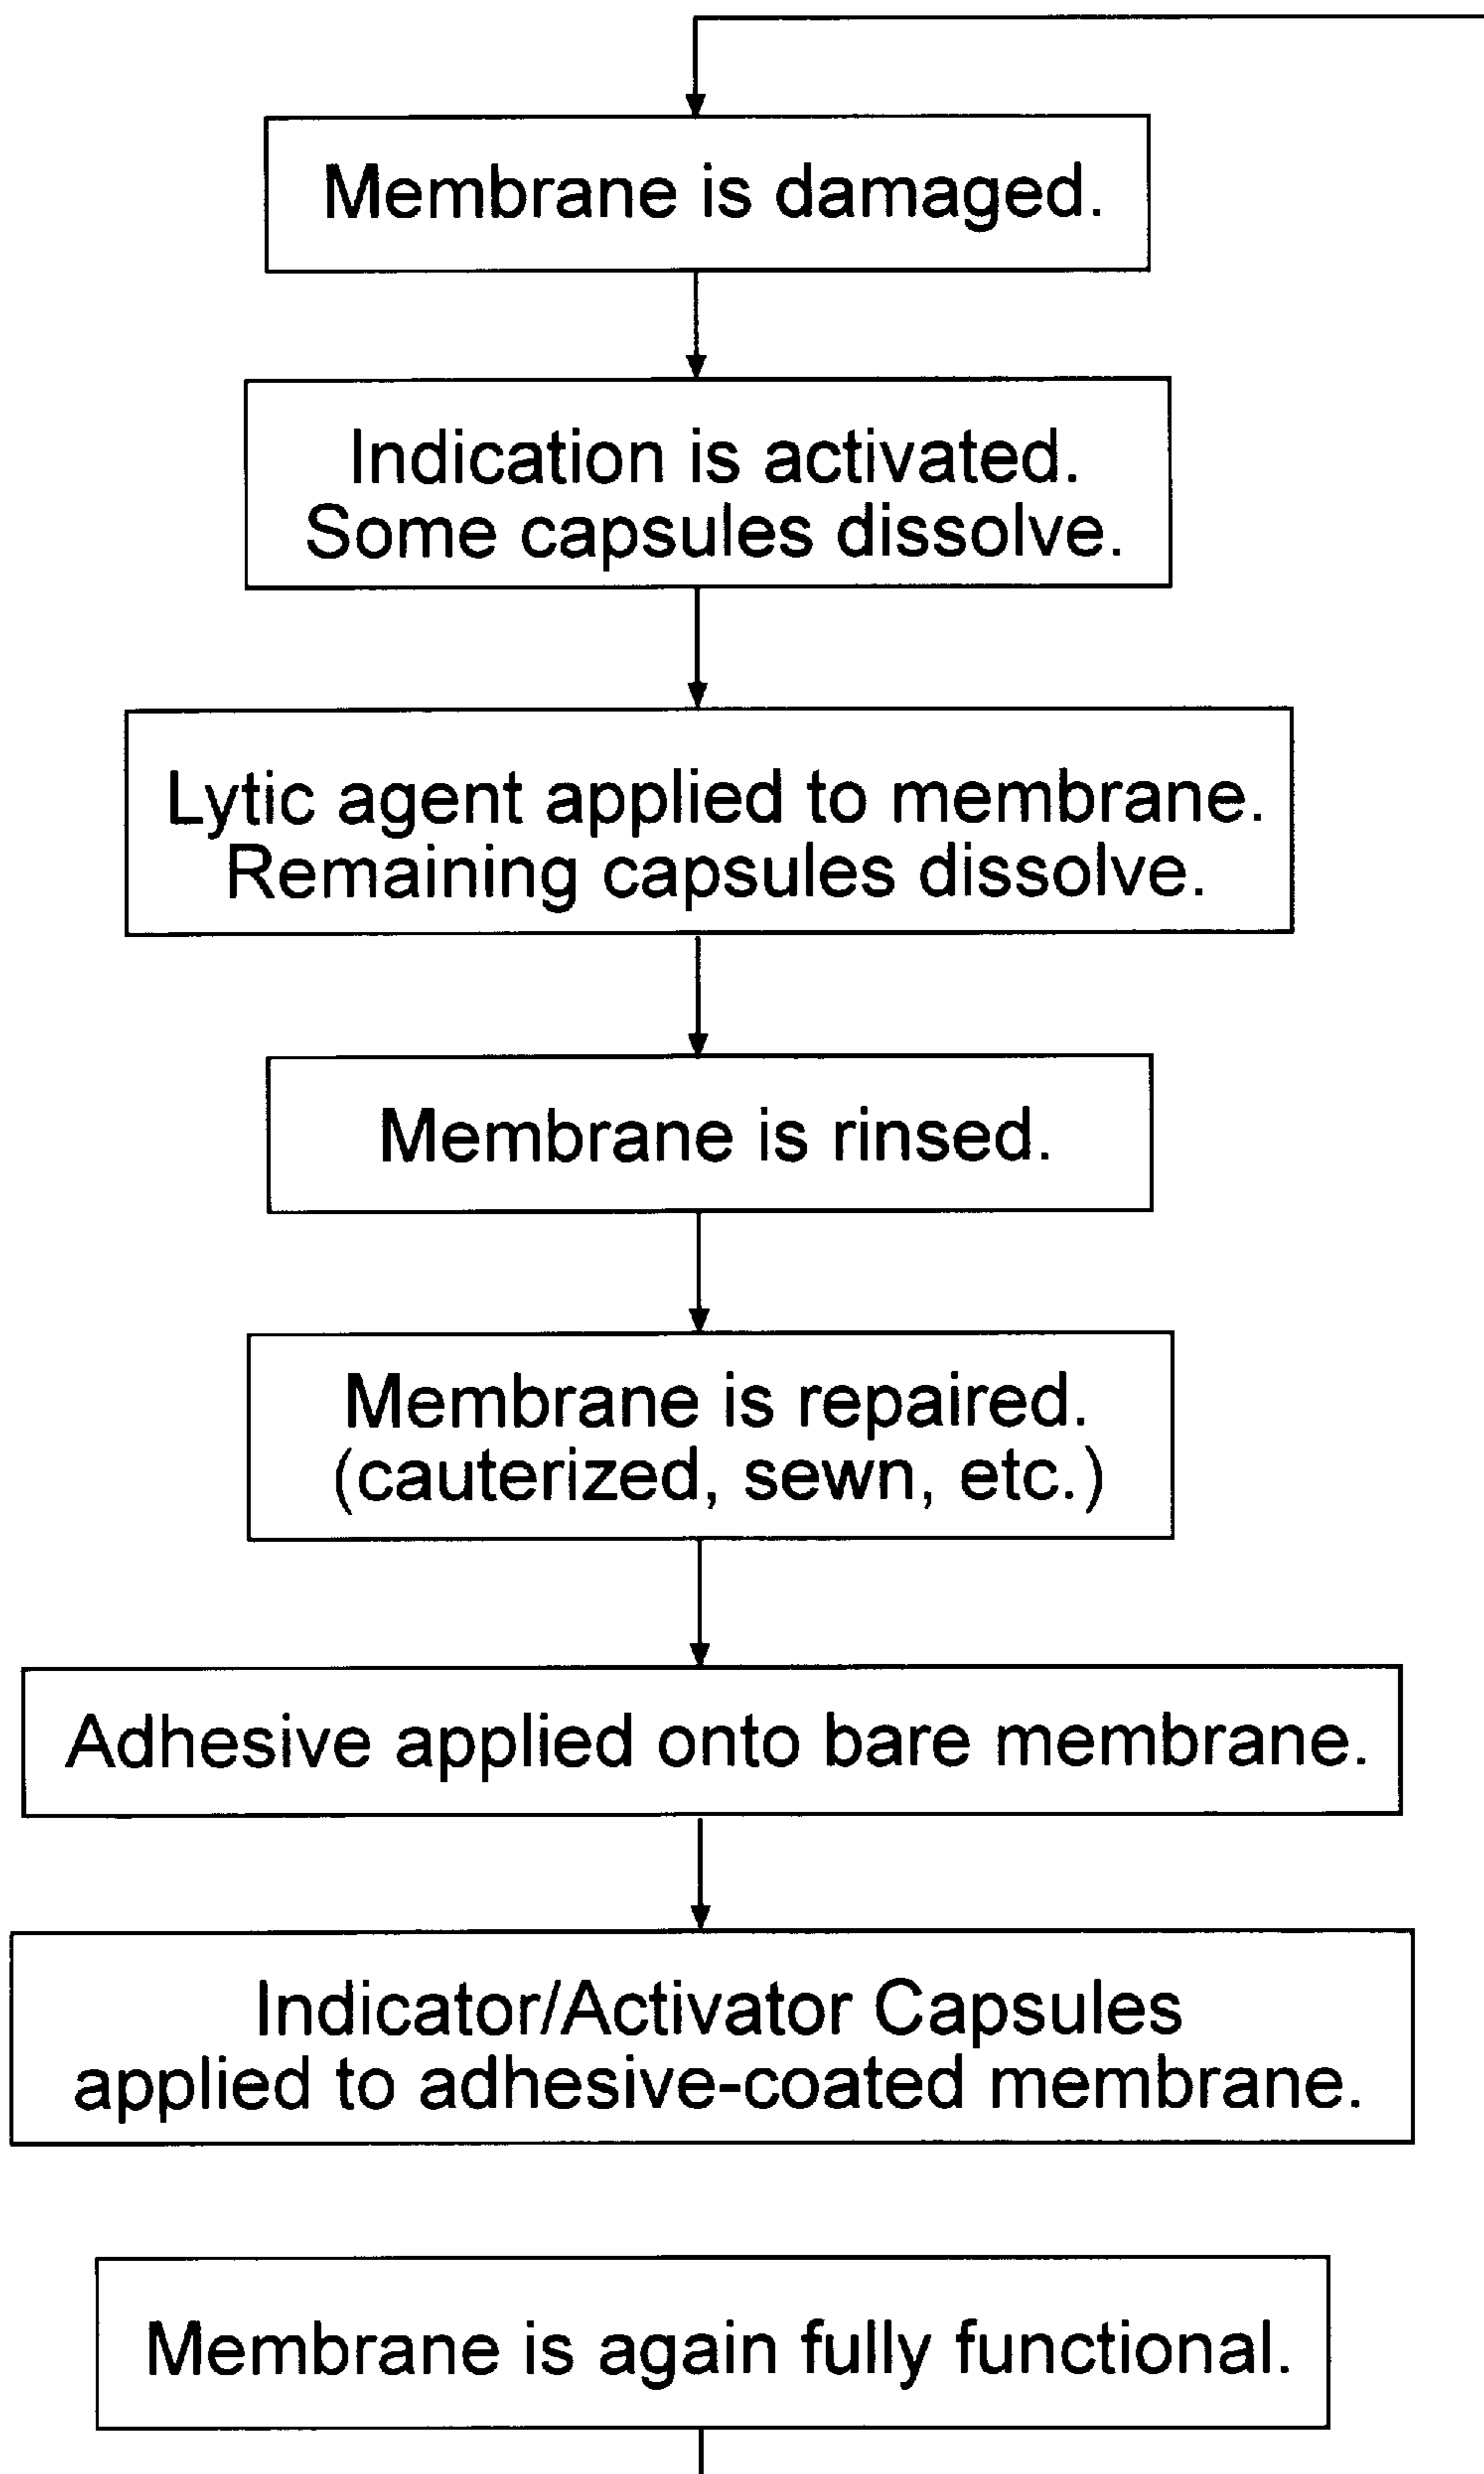 Membrane is damaged.
Indication is activated.
Some capsules dissolve.
Lytic agent applied to membrane.
Remaining capsules dissolve.
Membrane is rinsed.
Membrane is repaired.
(cauterized, sewn, etc.)
Adhesive applied onto bare membrane.
Indicator/Activator Capsules
applied to adhesive-coated membrane.
Membrane is again fully functional.